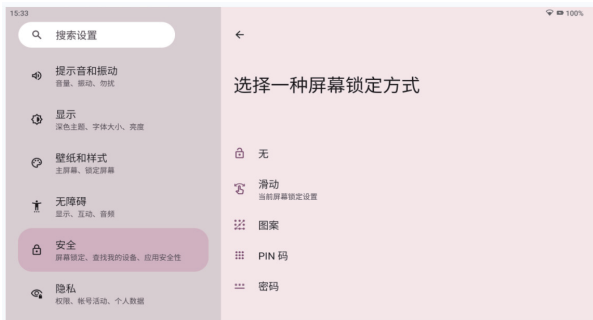 15:33
100%
搜索设置
提示音和振动
音量、振动、勿扰
显示
深色主题、字体大小、亮度
壁纸和样式
主屏幕、锁定屏幕
无障碍
显示、互动、音频
安全
屏幕锁定、查找我的设备、应用安全性
隐私
权限、帐号活动、个人数据
选择一种屏幕锁定方式
无
滑动
当前屏幕锁定设置
图案
PIN 码
密码